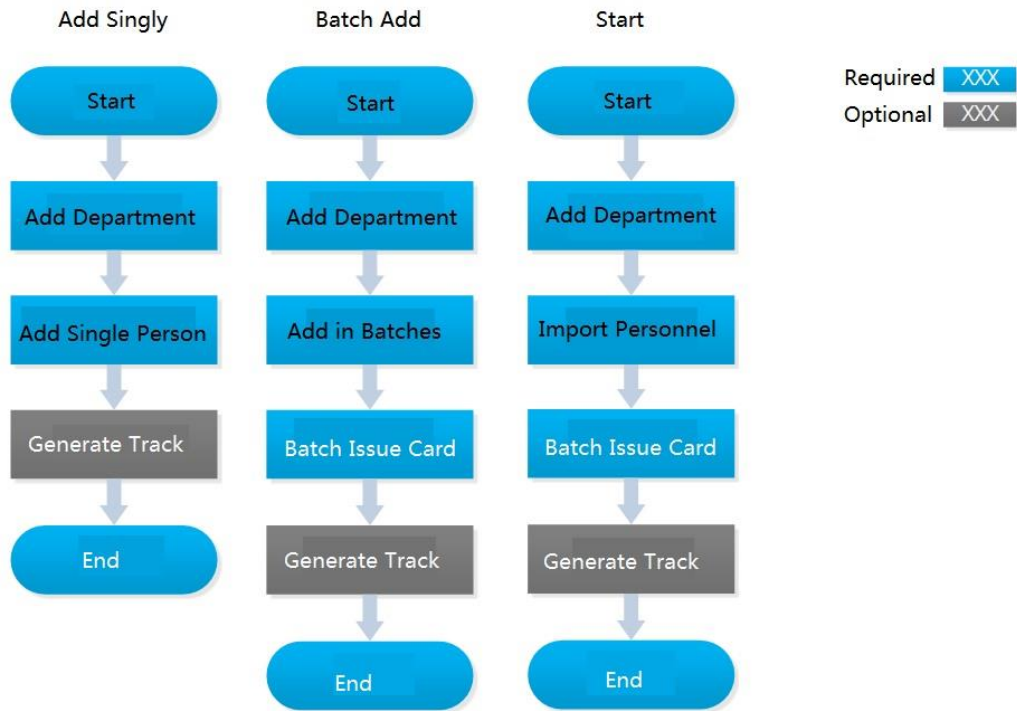 Add Singly
Start
Add Department
Add Single Person
Generate Track
End
Batch Add
Start
Add Department
Add in Batches
Batch Issue Card
Generate Track
End
Start
Start
Add Department
Import Personnel
Batch Issue Card
Generate Track
End
Required XXX
Optional XXX